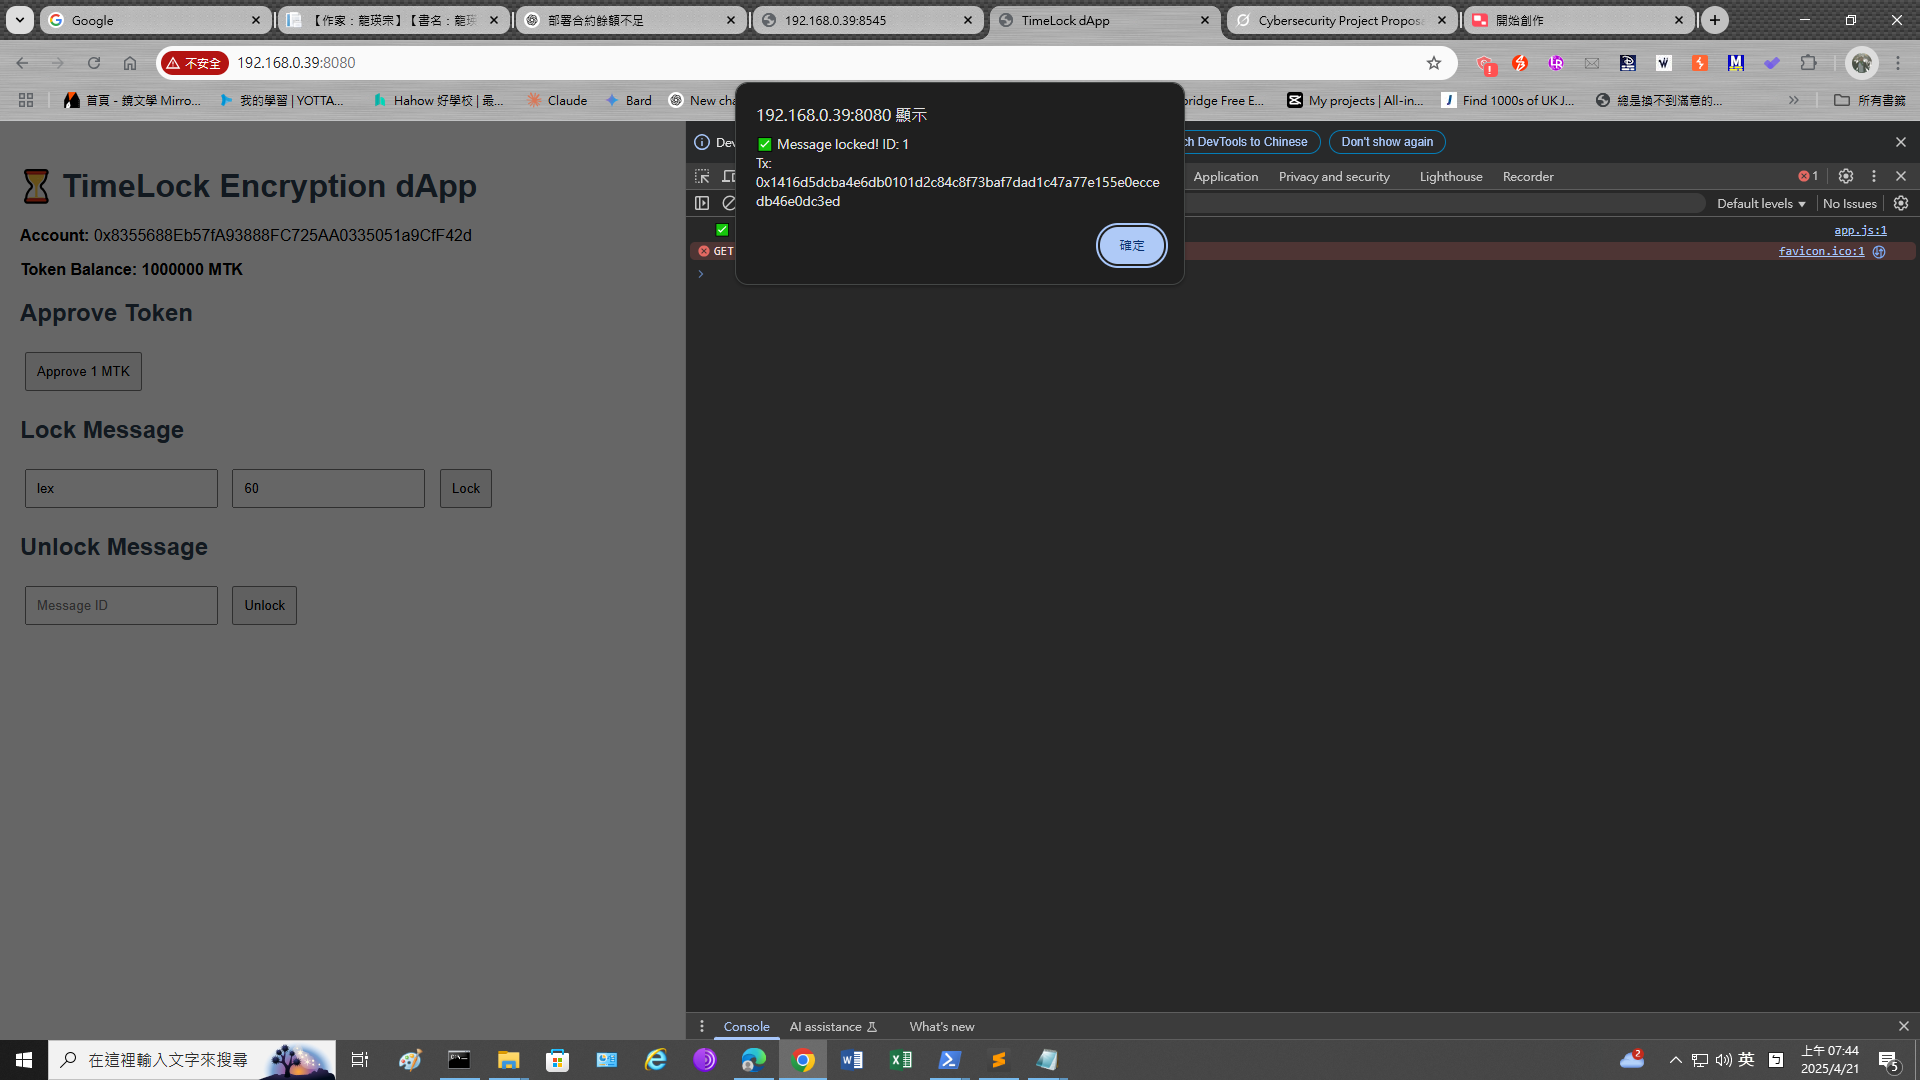 Google
【作家：龍瑛宗】【書名：龍瑛
部署合約餘額不足
192.168.0.39:8545
TimeLock dApp
Cybersecurity Project Propos
開始創作
不安全
192.168.0.39:8080
首頁 - 鏡文學 Mirro...
我的學習 | YOTTA...
Hahow 好學校 | 最...
Claude
Bard
New cha
bridge Free E...
My projects | All-in...
Find 1000s of UK J...
總是換不到滿意的...
所有書籤
192.168.0.39:8080 顯示
✅ Message locked! ID: 1
Tx:
0x1416d5dcba4e6db0101d2c84c8f73baf7dad1c47a77e155e0ecce
db46e0dc3ed
確定
⏳ TimeLock Encryption dApp
Account: 0x8355688Eb57fA93888FC725AA0335051a9CfF42d
Token Balance: 1000000 MTK
Approve Token
Approve 1 MTK
Lock Message
lex
60
Lock
Unlock Message
Message ID
Unlock
Dev
ch DevTools to Chinese
Don't show again
Application
Privacy and security
Lighthouse
Recorder
1
Default levels
No Issues
app.js:1
GET
favicon.ico:1
Console
AI assistance
What's new
在這裡輸入文字來搜尋
2
英
上午 07:44
2025/4/21
5